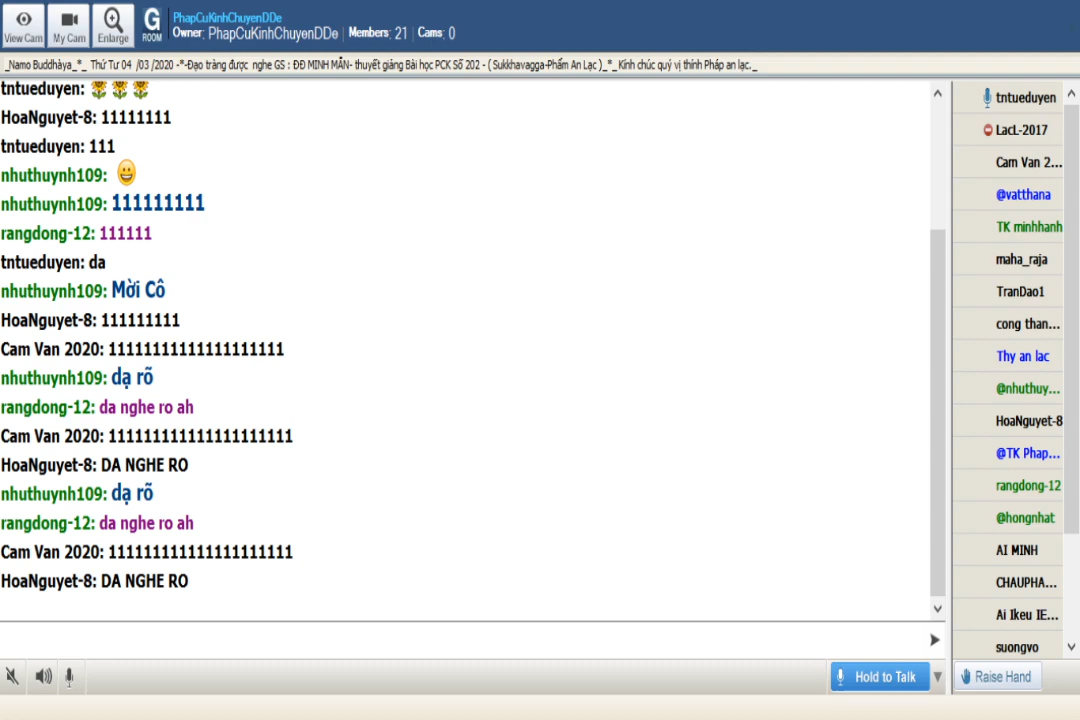 View Cam
My Cam
Enlarge
G
ROOM
PhapCuKinhChuyenDDe
Owner: PhapCuKinhChuyenDDe | Members: 21 | Cams: 0
_Namo Buddhàya_*_ Thứ Tư 04 /03 /2020 -*-Đạo tràng được nghe GS : ĐĐ MINH MẪN- thuyết giảng Bài học PCK Số 202 - ( Sukkhavagga-Phẩm An Lạc )_*_Kính chúc quý vị thính Pháp an lạc._
tntueduyen:
HoaNguyet-8: 11111111
tntueduyen: 111
nhuthuynh109:
nhuthuynh109: 111111111
rangdong-12: 111111
tntueduyen: da
nhuthuynh109: Mời Cô
HoaNguyet-8: 111111111
Cam Van 2020: 11111111111111111111
nhuthuynh109: dạ rõ
rangdong-12: da nghe ro ah
Cam Van 2020: 111111111111111111111
HoaNguyet-8: DA NGHE RO
nhuthuynh109: dạ rõ
rangdong-12: da nghe ro ah
Cam Van 2020: 111111111111111111111
HoaNguyet-8: DA NGHE RO
tntueduyen
LacL-2017
Cam Van 2...
@vatthana
TK minhhanh
maha_raja
TranDao1
cong than...
Thy an lac
@nhuthuy...
HoaNguyet-8
@TK Phap...
rangdong-12
@hongnhat
AI MINH
CHAUPHA...
Ai Ikeu IE...
suongvo
Hold to Talk
Raise Hand